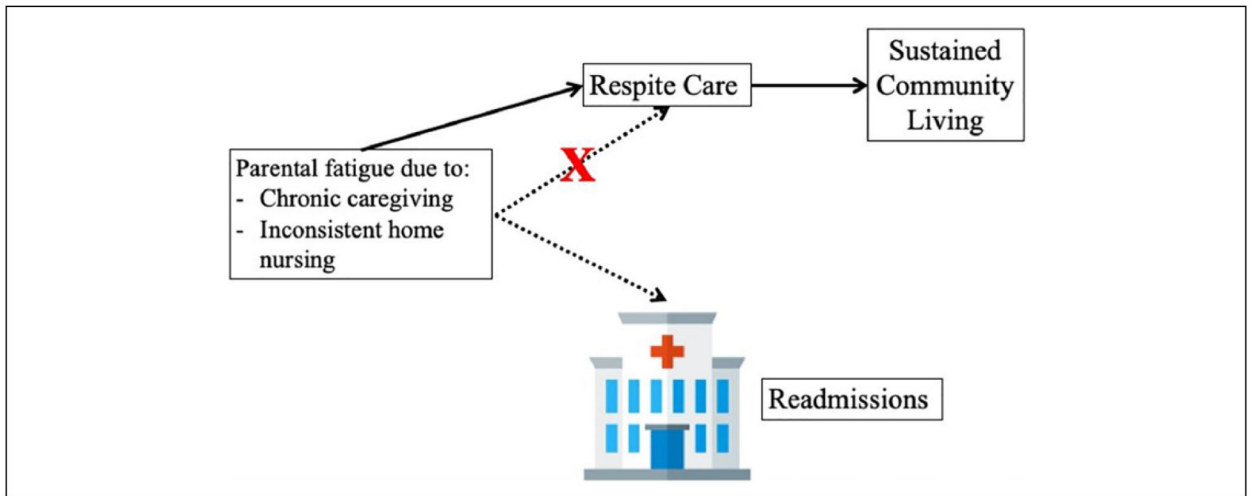 Sustained
Community
Living
Respite Care
X
Parental fatigue due to:
- Chronic caregiving
- Inconsistent home
nursing
Readmissions